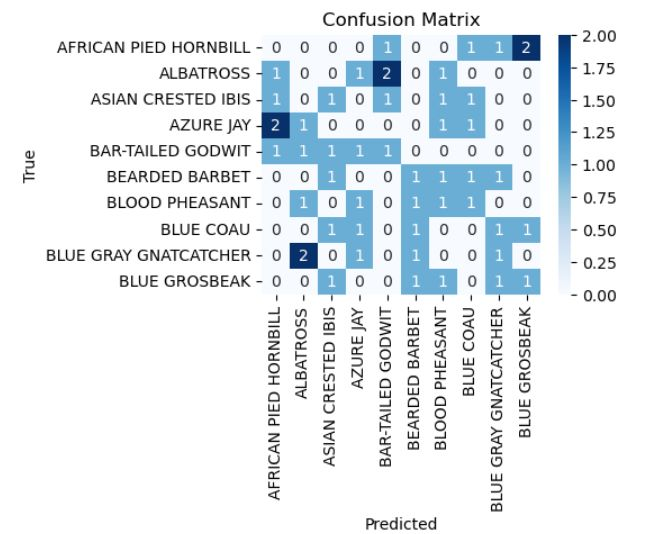 Confusion Matrix
AFRICAN PIED HORNBILL 0 0 0 0 1 0 0 1 1 2
ALBATROSS 1 0 0 1 2 0 1 0 0 0
ASIAN CRESTED IBIS 1 0 1 0 1 0 1 1 0 0
AZURE JAY 2 1 0 0 0 0 1 1 0 0
BAR-TAILED GODWIT 1 1 1 1 1 0 0 0 0 0
BEARDED BARBET 0 0 1 0 0 1 1 1 1 0
BLOOD PHEASANT 0 1 0 1 0 1 1 1 0 0
BLUE COAU 0 0 1 1 0 1 0 0 1 1
BLUE GRAY GNATCATCHER 0 2 0 1 0 1 0 0 1 0
BLUE GROSBEAK 0 0 1 0 0 1 1 0 1 1
True
AFRICAN PIED HORNBILL
ALBATROSS
ASIAN CRESTED IBIS
AZURE JAY
BAR-TAILED GODWIT
BEARDED BARBET
BLOOD PHEASANT
BLUE COAU
BLUE GRAY GNATCATCHER
BLUE GROSBEAK
Predicted
2.00
1.75
1.50
1.25
1.00
0.75
0.50
0.25
0.00